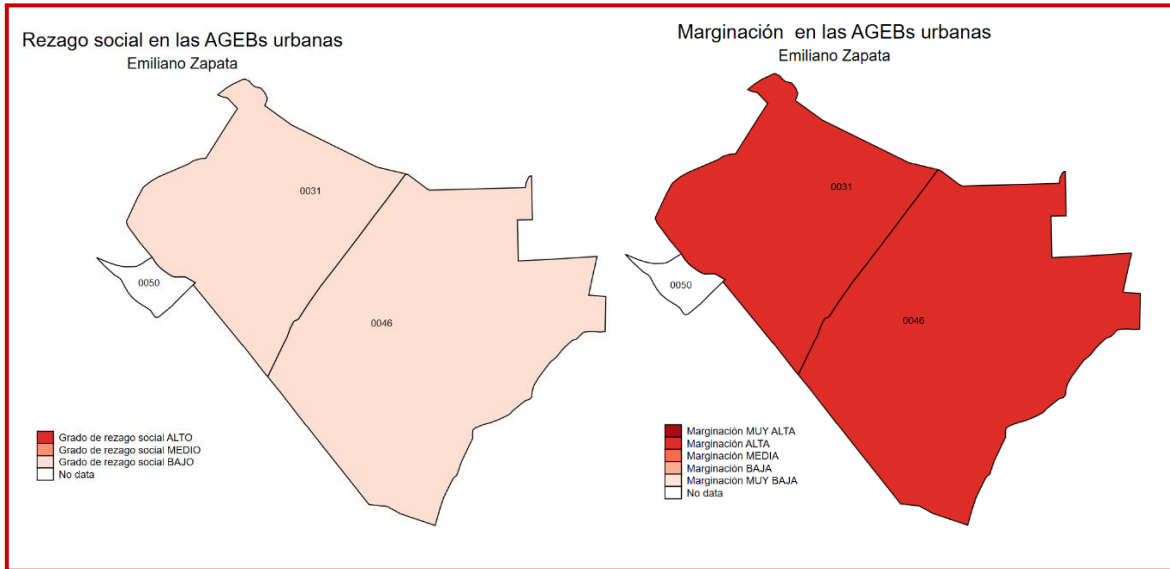 Rezago social en las AGEBs urbanas
Emiliano Zapata
0031
0050
0046
Grado de rezago social ALTO
Grado de rezago social MEDIO
Grado de rezago social BAJO
No data
Marginación en las AGEBs urbanas
Emiliano Zapata
0031
0050
0046
Marginación MUY ALTA
Marginación ALTA
Marginación MEDIA
Marginación BAJA
Marginación MUY BAJA
No data